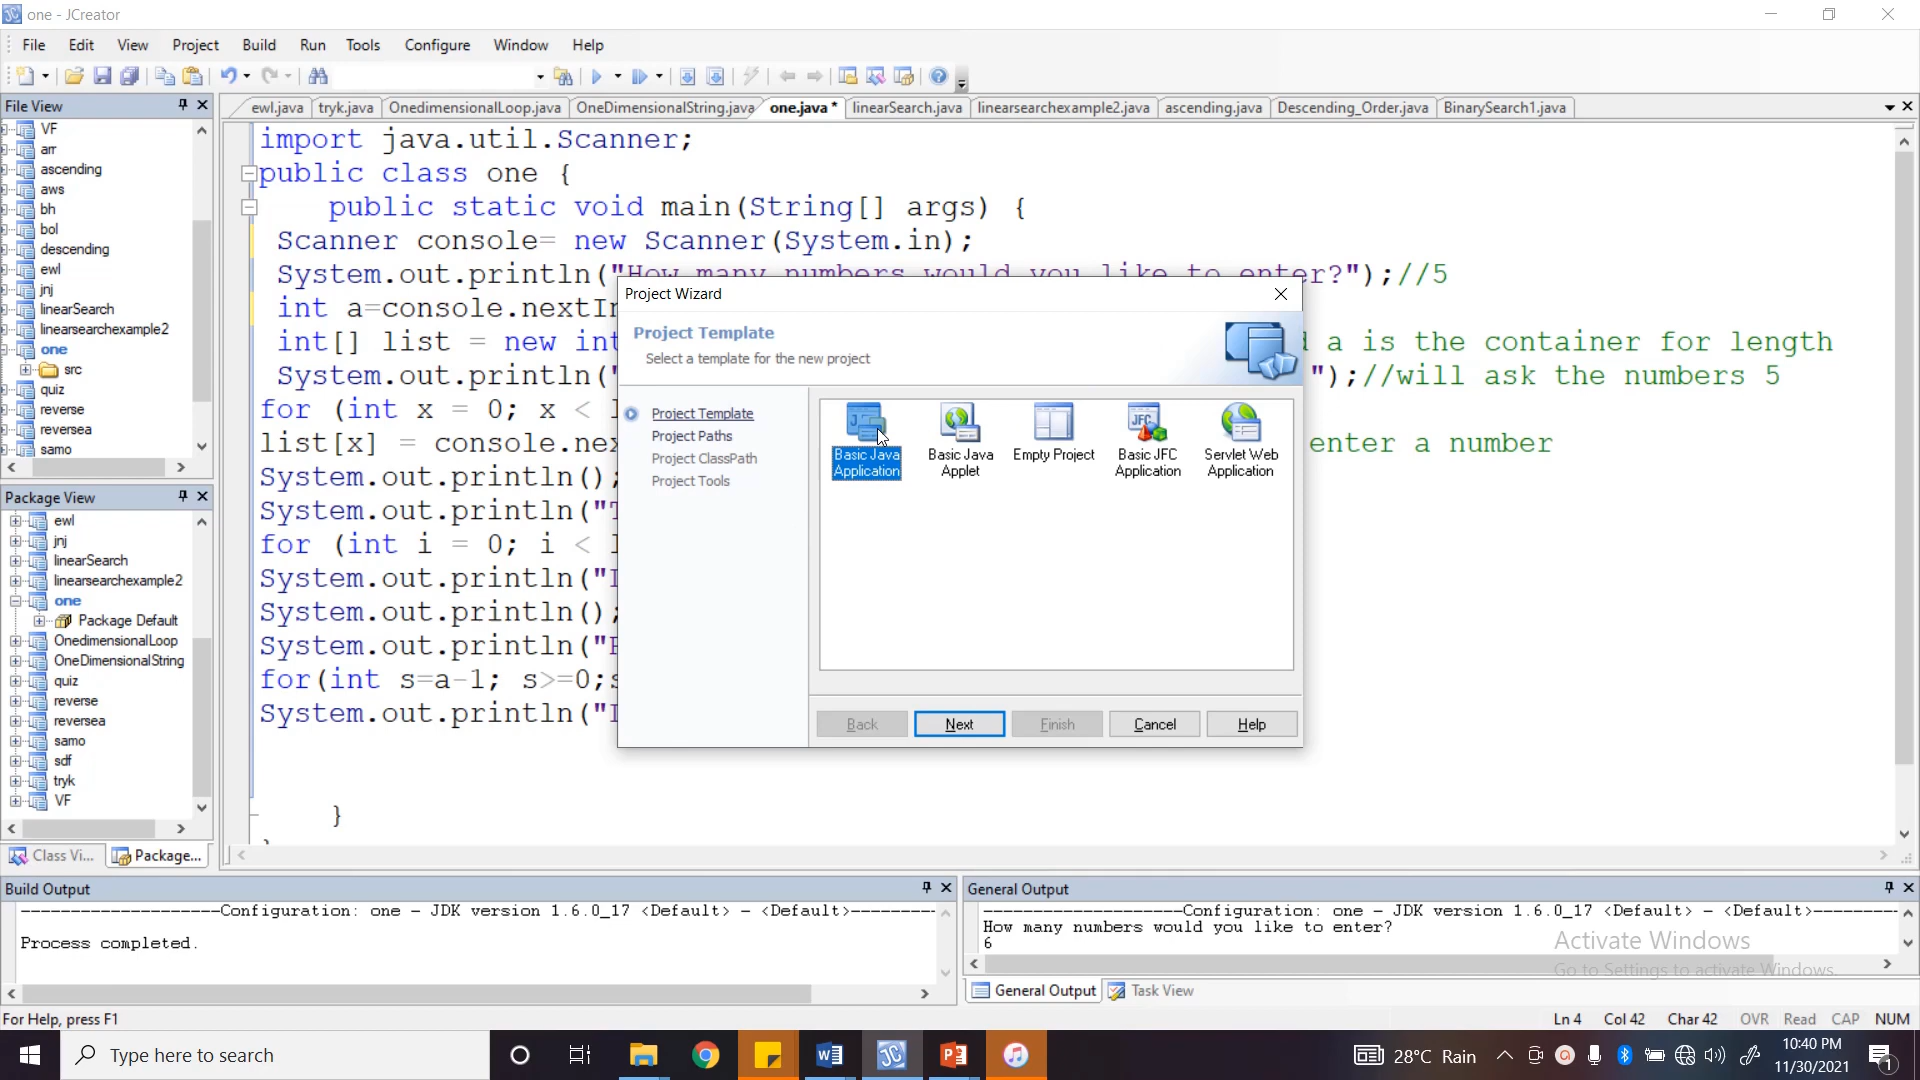 one - JCreator
File Edit View Project Build Run Tools Configure Window Help
File View
VF
arr
ascending
aws
bh
bol
descending
ewl
jnj
linearSearch
linearsearchexample2
one
src
quiz
reverse
reversea
samo
Package View
ewl
jnj
linearSearch
linearsearchexample2
one
Package Default
OnedimensionalLoop
OneDimensionalString
quiz
reverse
reversea
samo
sdf
tryk
VF
Class Vi... Package...
ewl.java tryk.java OnedimensionalLoop.java OneDimensionalString.java one.java * linearSearch.java linearsearchexample2.java ascending.java Descending_Order.java BinarySearch1.java
import java.util.Scanner;
public class one {
public static void main(String[] args) {
Scanner console= new Scanner(System.in);
System.out.println("How many numbers would you like to enter?");//5
int a=console.nextIn
int[] list = new int d a is the container for length
System.out.println(" ");//will ask the numbers 5
for (int x = 0; x < l
list[x] = console.nex enter a number
System.out.println();
System.out.println("T
for (int i = 0; i < l
System.out.println("I
System.out.println();
System.out.println("R
for(int s=a-1; s>=0;s
System.out.println("I
}
Project Wizard
Project Template
Select a template for the new project
Project Template
Project Paths
Project ClassPath
Project Tools
Basic Java Application
Basic Java Applet
Empty Project
Basic JFC Application
Servlet Web Application
Back Next Finish Cancel Help
Build Output
--------------------Configuration: one - JDK version 1.6.0_17 <Default> - <Default>---------
Process completed.
General Output
--------------------Configuration: one - JDK version 1.6.0_17 <Default> - <Default>---------
How many numbers would you like to enter?
6
Activate Windows
Go to Settings to activate Windows.
General Output Task View
For Help, press F1
Ln 4 Col 42 Char 42 OVR Read CAP NUM
Type here to search
28°C Rain
10:40 PM
11/30/2021
1